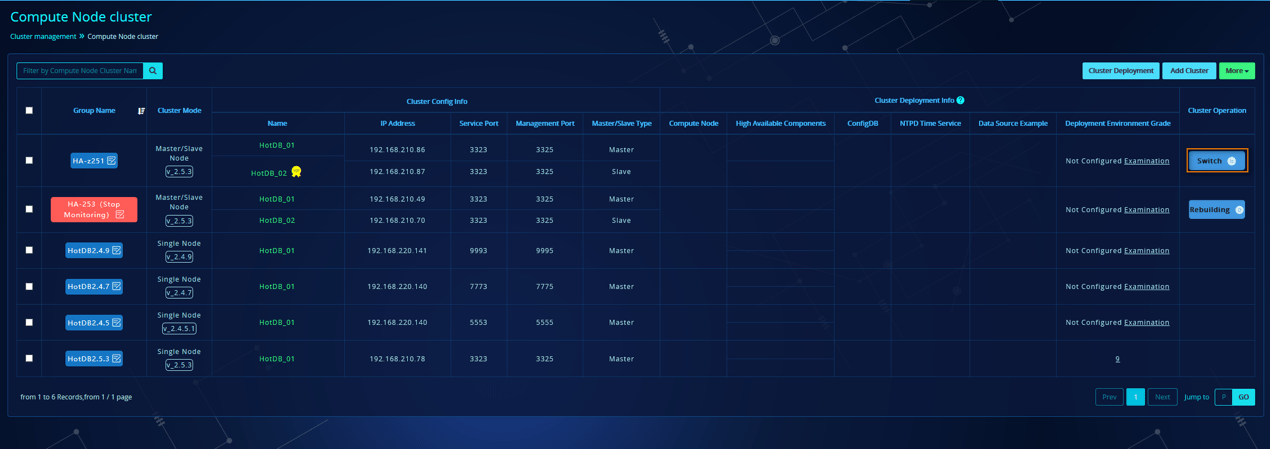 Compute Node cluster
Cluster management » Compute Node cluster
Filter by Compute Node Cluster Nam
Cluster Deployment Add Cluster More
Group Name Cluster Mode Cluster Config Info Cluster Deployment Info ? Cluster Operation
Name IP Address Service Port Management Port Master/Slave Type Compute Node High Available Components ConfigDB NTPD Time Service Data Source Example Deployment Environment Grade
HA-z251 Master/Slave Node v_2.5.3 Not Configured Examination Switch
HotDB_01 192.168.210.86 3323 3325 Master
HotDB_02 192.168.210.87 3323 3325 Slave
HA-253 (Stop Monitoring) Master/Slave Node v_2.5.3 Not Configured Examination Rebuilding
HotDB_01 192.168.210.49 3323 3325 Master
HotDB_02 192.168.210.70 3323 3325 Slave
HotDB2.4.9 Single Node v_2.4.9 HotDB_01 192.168.220.141 9993 9995 Master Not Configured Examination
HotDB2.4.7 Single Node v_2.4.7 HotDB_01 192.168.220.140 7773 7775 Master Not Configured Examination
HotDB2.4.5 Single Node v_2.4.5.1 HotDB_01 192.168.220.140 5553 5555 Master Not Configured Examination
HotDB2.5.3 Single Node v_2.5.3 HotDB_01 192.168.210.78 3323 3325 Master 9
from 1 to 6 Records,from 1 / 1 page
Prev 1 Next Jump to P GO